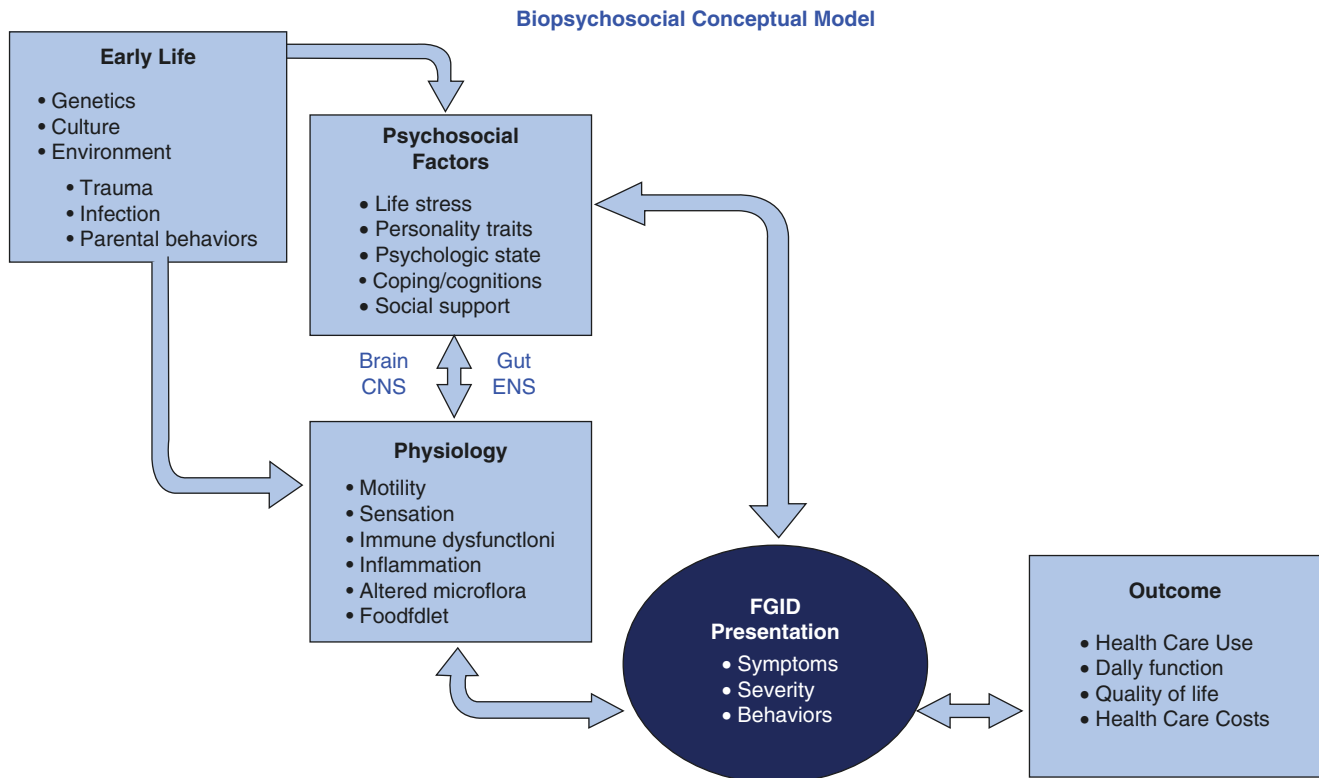 Biopsychosocial Conceptual Model
Early Life
• Genetics
• Culture
• Environment
• Trauma
• Infection
• Parental behaviors
Psychosocial
Factors
• Life stress
• Personality traits
• Psychologic state
• Coping/cognitions
• Social support
Brain
CNS
Gut
ENS
Physiology
• Motility
• Sensation
• Immune dysfunctloni
• Inflammation
• Altered microflora
• Foodfdlet
FGID
Presentation
• Symptoms
• Severity
• Behaviors
Outcome
• Health Care Use
• Dally function
• Quality of life
• Health Care Costs